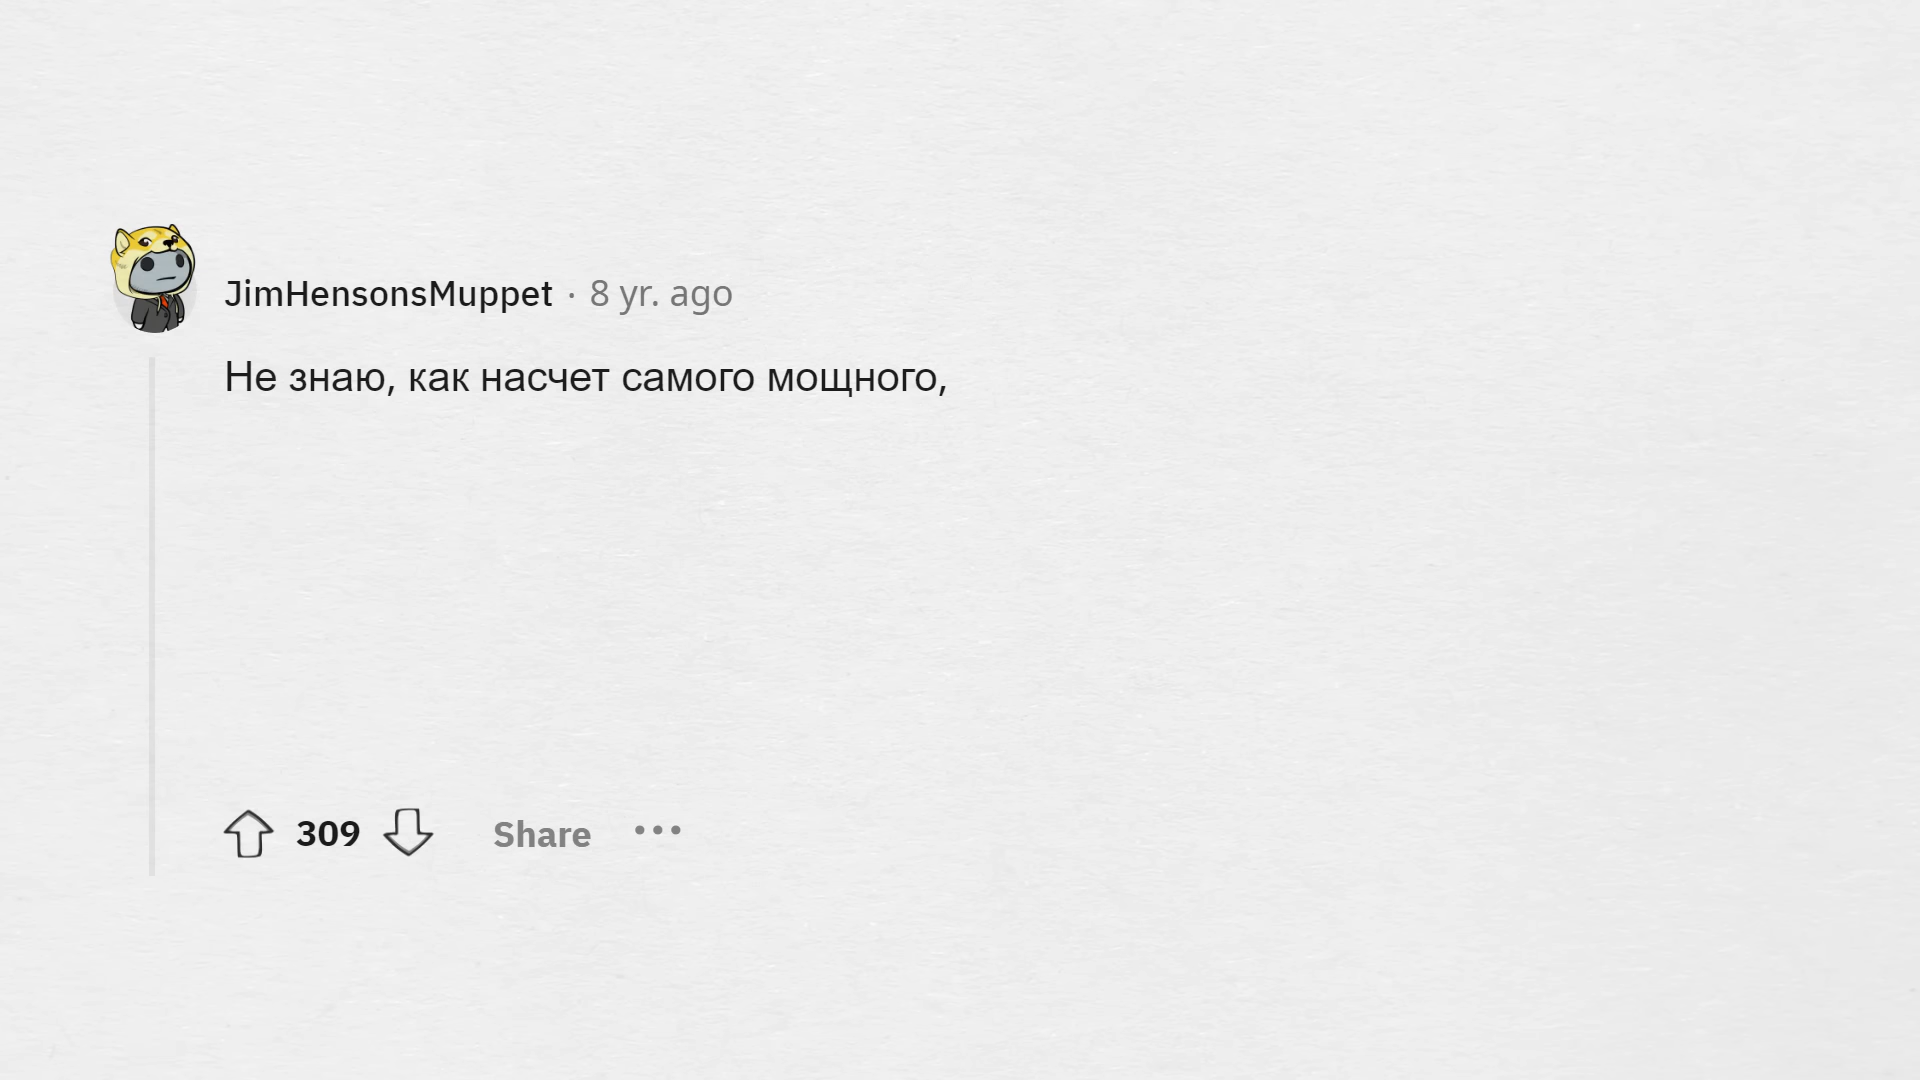 JimHensonsMuppet · 8 yr. ago
Не знаю, как насчет самого мощного,
309 Share •••